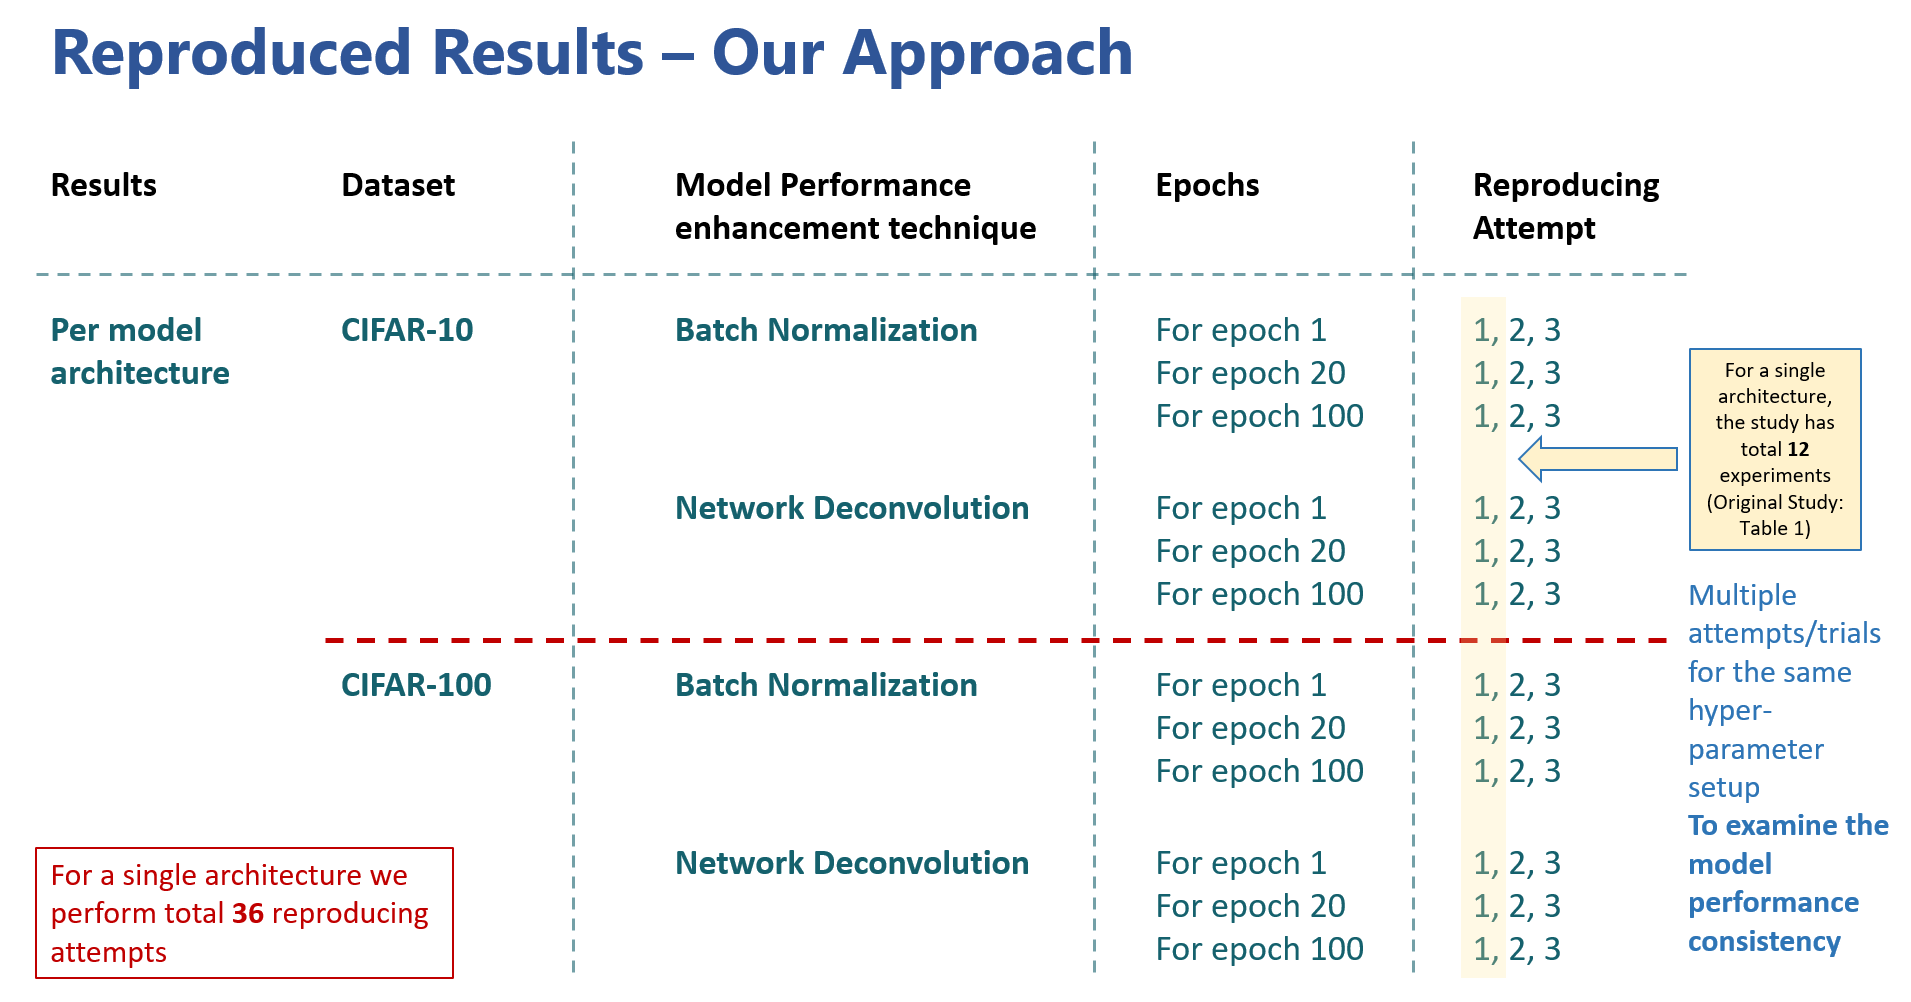 Reproduced Results – Our Approach
Results
Dataset
Model Performance
enhancement technique
Epochs
Reproducing
Attempt
Per model
architecture
CIFAR-10
Batch Normalization
For epoch 1
1, 2, 3
For epoch 20
1, 2, 3
For epoch 100
1, 2, 3
Network Deconvolution
For epoch 1
1, 2, 3
For epoch 20
1, 2, 3
For epoch 100
1, 2, 3
CIFAR-100
Batch Normalization
For epoch 1
1, 2, 3
For epoch 20
1, 2, 3
For epoch 100
1, 2, 3
Network Deconvolution
For epoch 1
1, 2, 3
For epoch 20
1, 2, 3
For epoch 100
1, 2, 3
For a single
architecture,
the study has
total 12
experiments
(Original Study:
Table 1)
Multiple
attempts/trials
for the same
hyper-
parameter
setup
To examine the
model
performance
consistency
For a single architecture we
perform total 36 reproducing
attempts